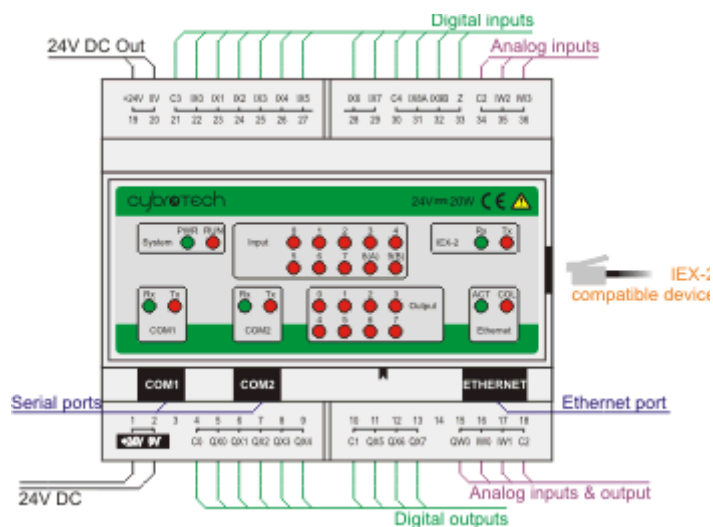 Digital inputs
24V DC Out
Analog inputs
+24V 0V C3 IX0 IX1 IX2 IX3 IX4 IX5 IX6 IX7 C4 IX8A IX9B Z C2 IW2 IW3
19 20 21 22 23 24 25 26 27 28 29 30 31 32 33 34 35 36
cybrotech
24V 20W CE
PWR RUN
System
0 1 2 3 4
Input
5 6 7 8(A) 9(B)
Rx Tx
IEX-2
IEX-2
compatible device
Rx Tx
COM1
Rx Tx
COM2
0 1 2 3
Output
4 5 6 7
ACT COL
Ethernet
COM1
COM2
ETHERNET
Serial ports
Ethernet port
1 2 3 4 5 6 7 8 9 10 11 12 13 14 15 16 17 18
+24V 0V C0 QX0 QX1 QX2 QX3 QX4 C1 QX5 QX6 QX7 QW0 IW0 IW1 C2
24V DC
Analog inputs & output
Digital outputs